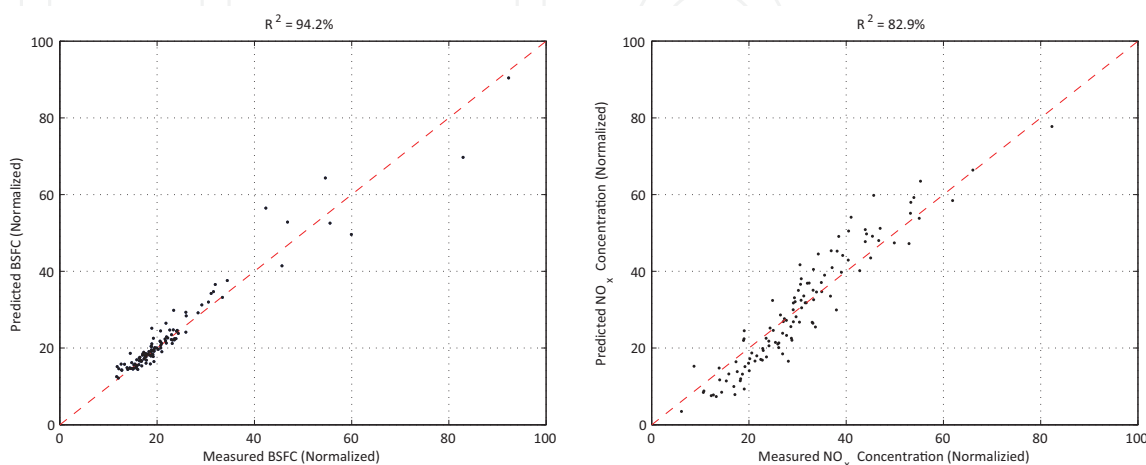 R 2 = 94.2%
100
80
60
40
20
0
0 20 40 60 80 100
Predicted BSFC (Normalized)
Measured BSFC (Normalized)
R 2 = 82.9%
100
80
60
40
20
0
0 20 40 60 80 100
Predicted NO x Concentration (Normalized)
Measured NOx Concentration (Normalizied)